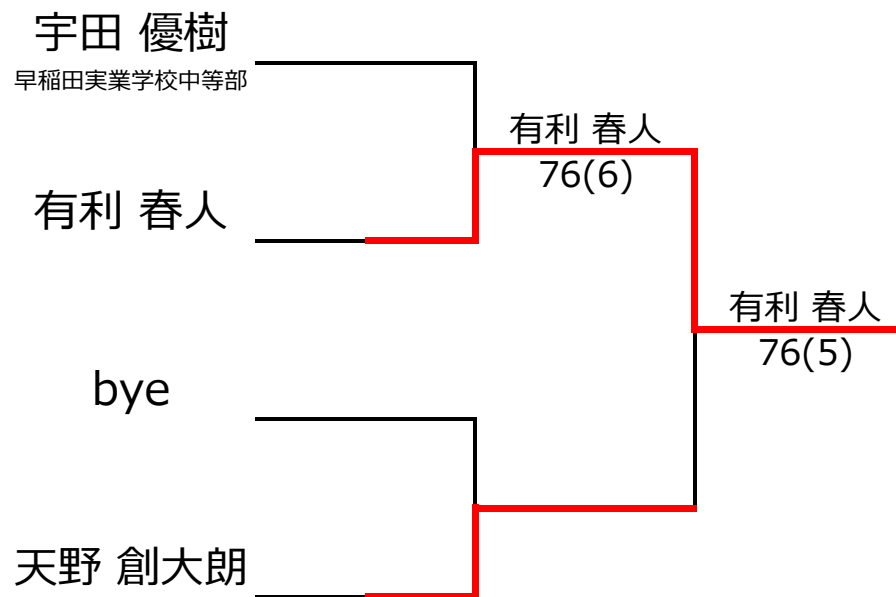 宇田 優樹
早稲田実業学校中等部
有利 春人
76(6)
有利 春人
有利 春人
76(5)
bye
天野 創大朗